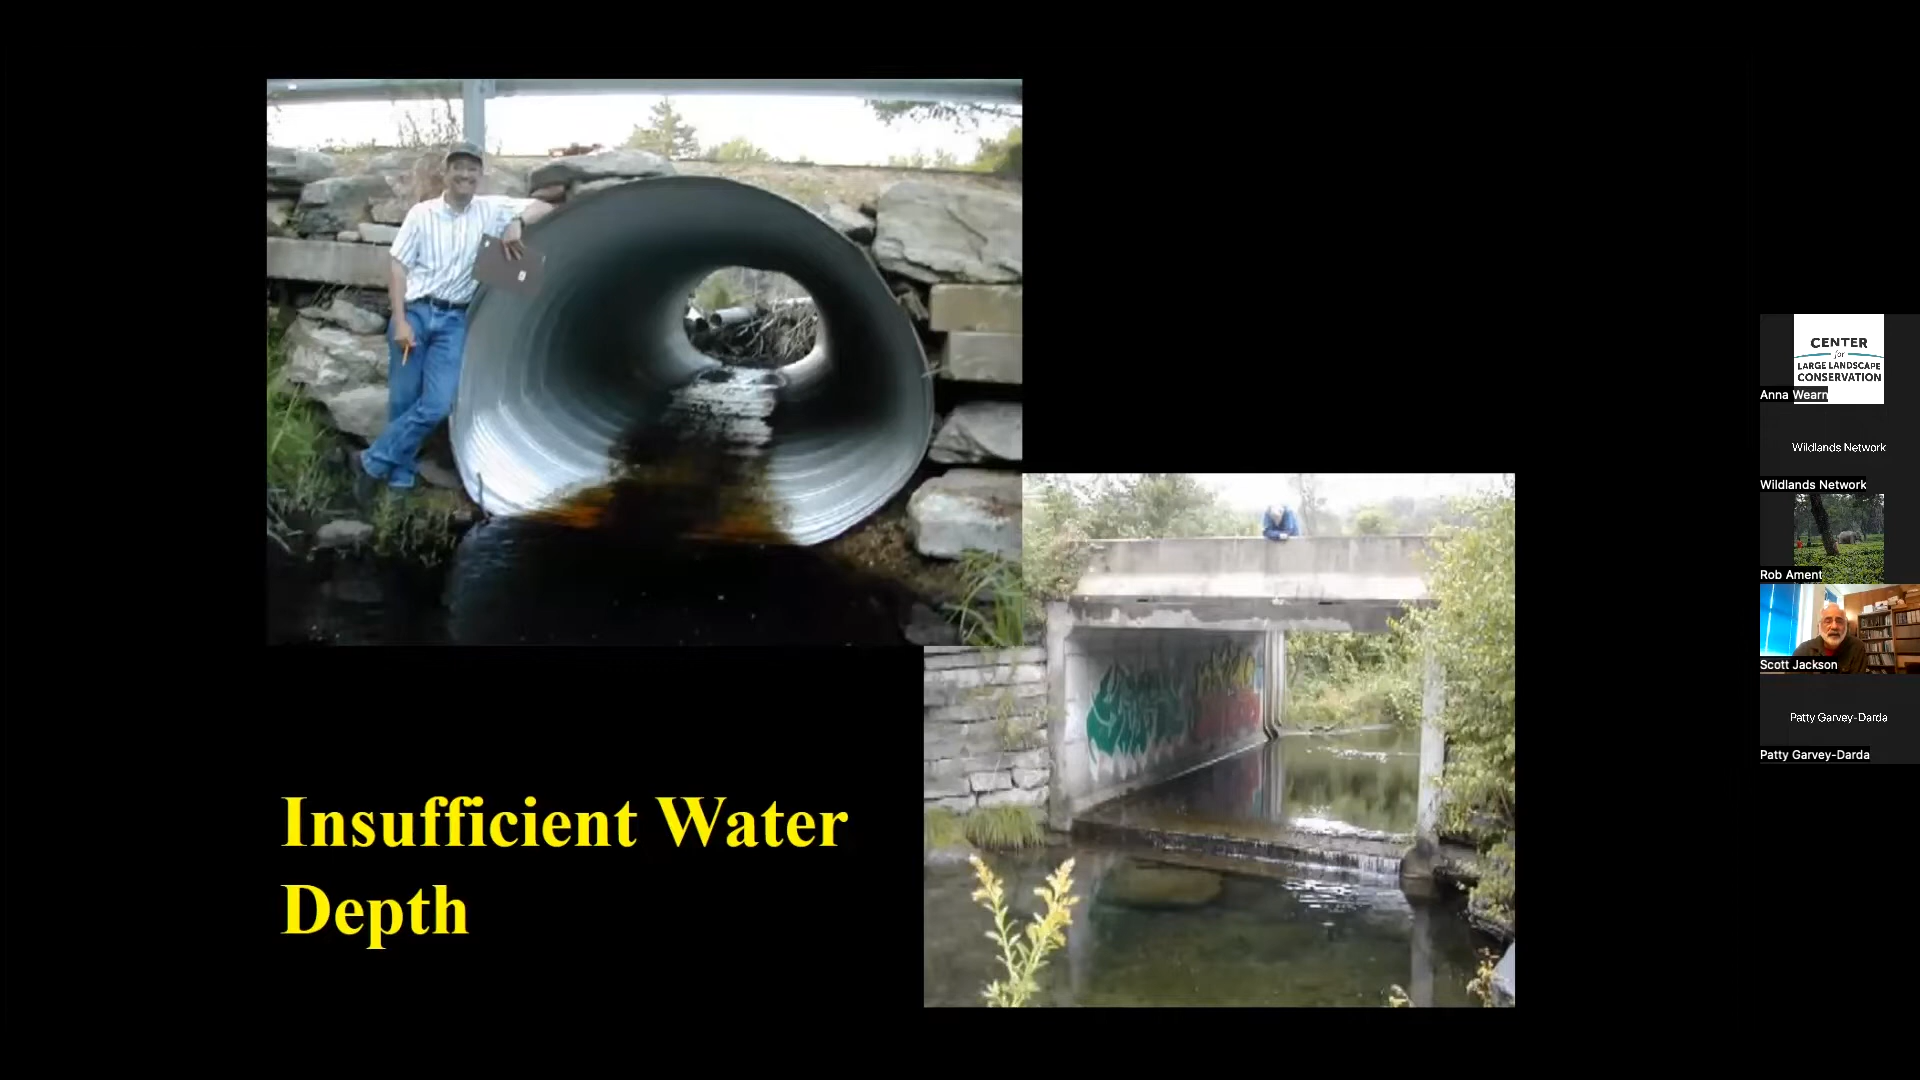 Insufficient Water
Depth
CENTER
for
LARGE LANDSCAPE
CONSERVATION
Anna Wearn
Wildlands Network
Wildlands Network
Rob Ament
Scott Jackson
Patty Garvey-Darda
Patty Garvey-Darda